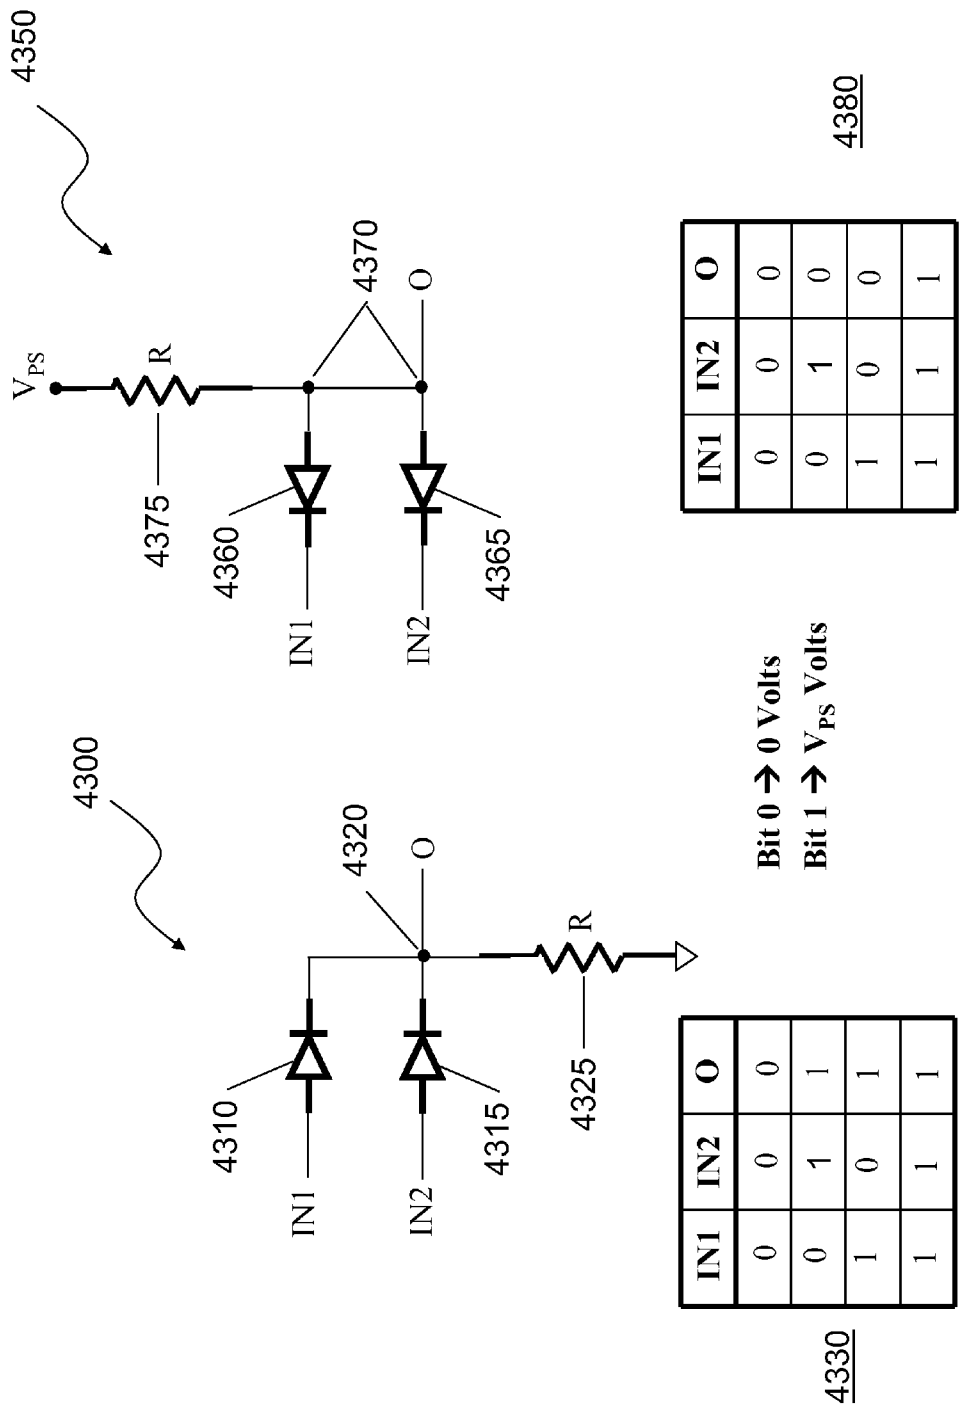 4300
IN1
4310
IN2
4315
4320
O
4325
R
IN1 IN2 O
0 0 0
0 1 1
1 0 1
1 1 1
4330
4350
V_PS
4375
R
IN1
4360
IN2
4365
4370
O
IN1 IN2 O
0 0 0
0 1 0
1 0 0
1 1 1
4380
Bit 0 → 0 Volts
Bit 1 → V_PS Volts